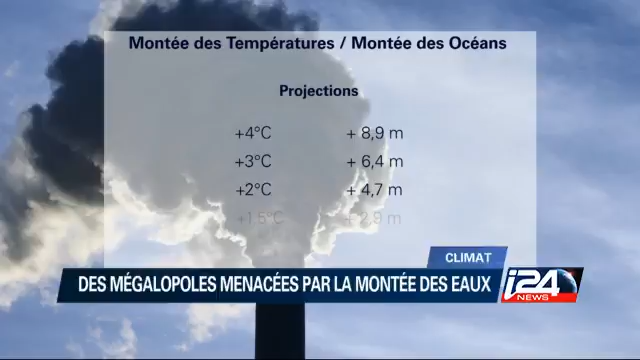 Montée des Températures / Montée des Océans
Projections
+4°C + 8,9 m
+3°C + 6,4 m
+2°C + 4,7 m
+1.5°C + 2,9 m
CLIMAT
DES MÉGALOPOLES MENACÉES PAR LA MONTÉE DES EAUX
i24
NEWS